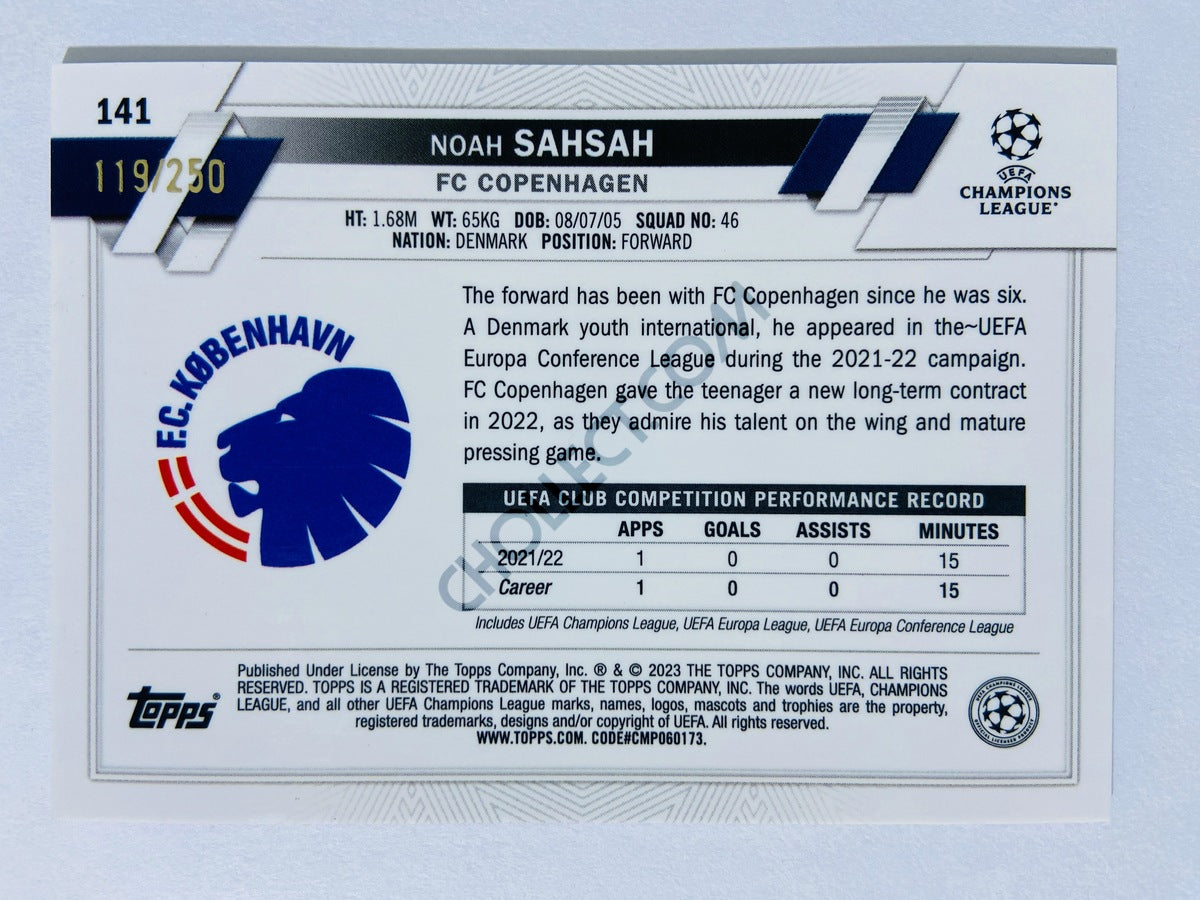 141
119/250
NOAH SAHSAH
FC COPENHAGEN
HT: 1.68M WT: 65KG DOB: 08/07/05 SQUAD NO: 46
NATION: DENMARK POSITION: FORWARD
UEFA
CHAMPIONS
LEAGUE
F.C. KØBENHAVN
The forward has been with FC Copenhagen since he was six.
A Denmark youth international, he appeared in the~UEFA
Europa Conference League during the 2021-22 campaign.
FC Copenhagen gave the teenager a new long-term contract
in 2022, as they admire his talent on the wing and mature
pressing game.
UEFA CLUB COMPETITION PERFORMANCE RECORD
APPS GOALS ASSISTS MINUTES
2021/22 1 0 0 15
Career 1 0 0 15
Includes UEFA Champions League, UEFA Europa League, UEFA Europa Conference League
CHOLLECT.COM
Topps®
Published Under License by The Topps Company, Inc. ® & © 2023 THE TOPPS COMPANY, INC. ALL RIGHTS
RESERVED. TOPPS IS A REGISTERED TRADEMARK OF THE TOPPS COMPANY, INC. The words UEFA, CHAMPIONS
LEAGUE, and all other UEFA Champions League marks, names, logos, mascots and trophies are the property,
registered trademarks, designs and/or copyright of UEFA. All rights reserved.
WWW.TOPPS.COM. CODE#CMP060173.
UEFA CHAMPIONS LEAGUE
OFFICIAL LICENSED PRODUCT